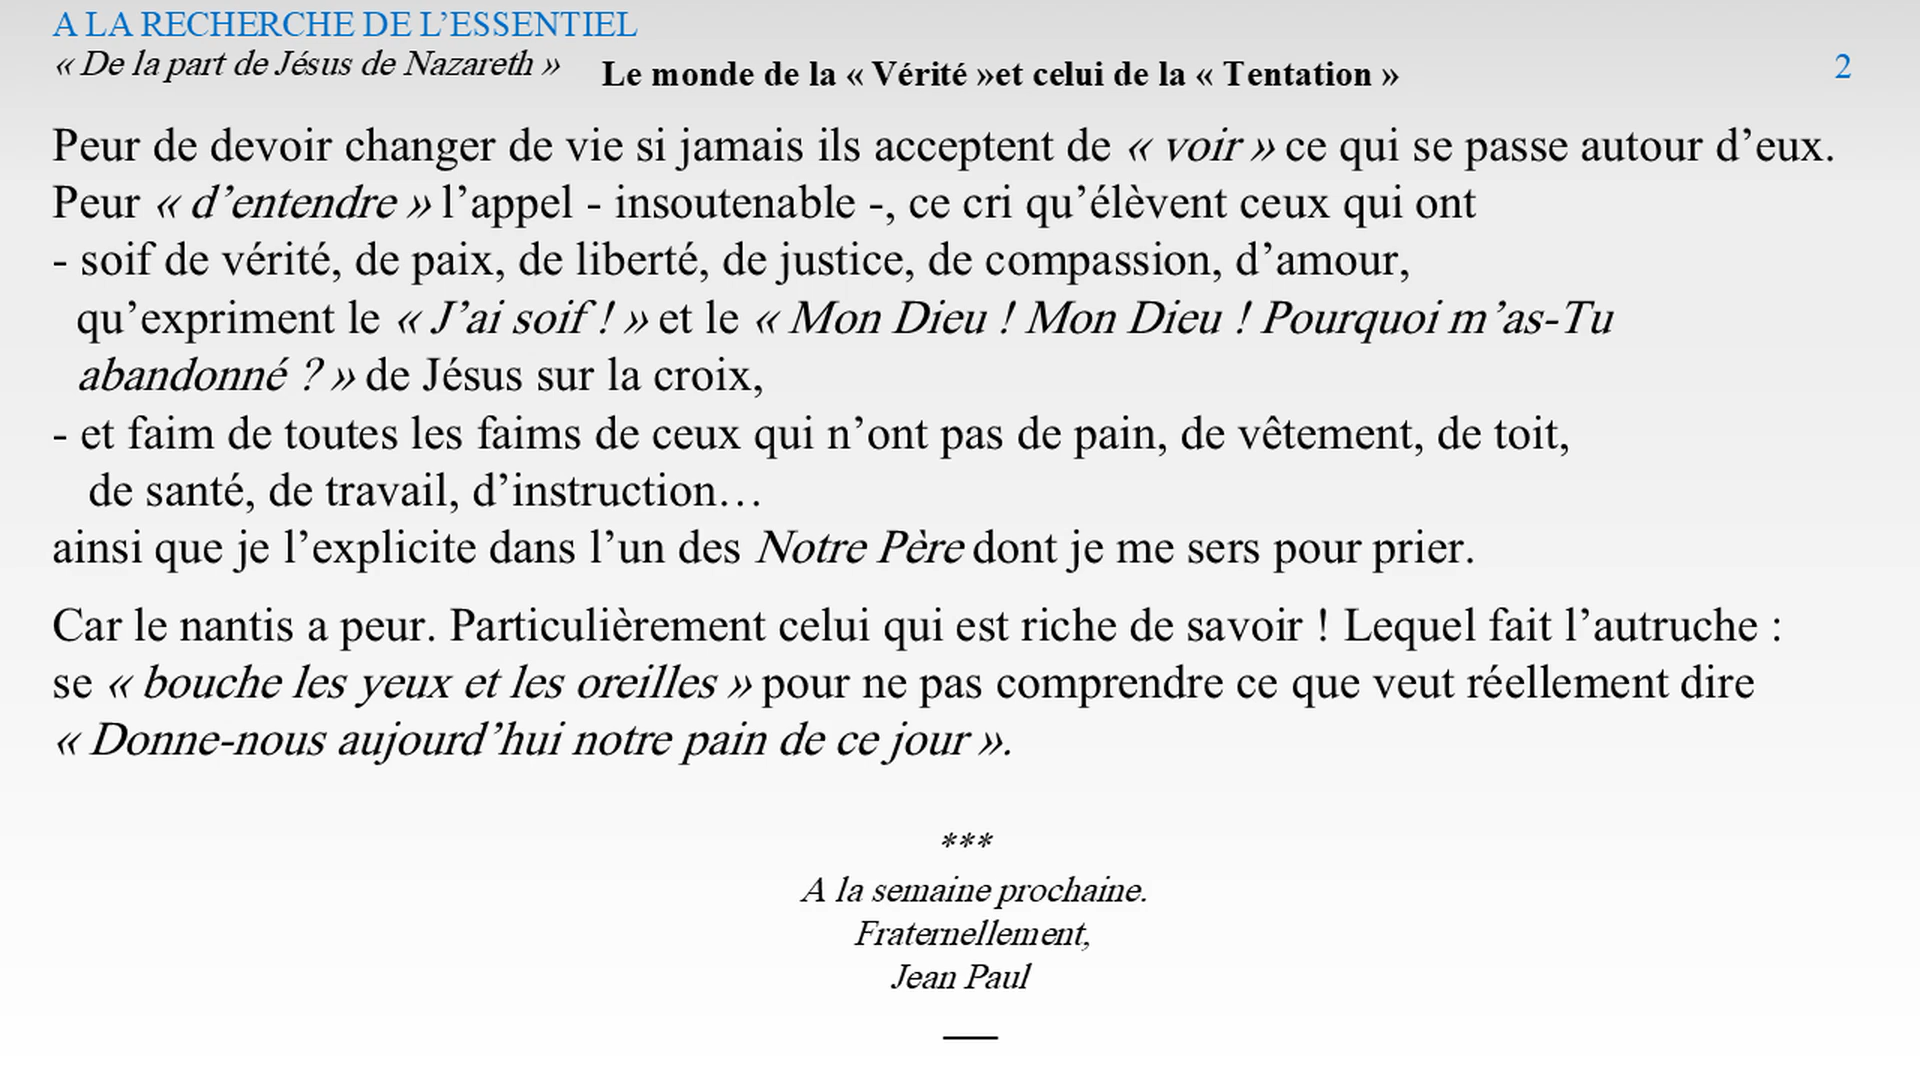 A LA RECHERCHE DE L’ESSENTIEL
« De la part de Jésus de Nazareth »
Le monde de la « Vérité »et celui de la « Tentation »
2
Peur de devoir changer de vie si jamais ils acceptent de « voir » ce qui se passe autour d’eux.
Peur « d’entendre » l’appel - insoutenable -, ce cri qu’élèvent ceux qui ont
- soif de vérité, de paix, de liberté, de justice, de compassion, d’amour,
qu’expriment le « J’ai soif ! » et le « Mon Dieu ! Mon Dieu ! Pourquoi m’as-Tu
abandonné ? » de Jésus sur la croix,
- et faim de toutes les faims de ceux qui n’ont pas de pain, de vêtement, de toit,
de santé, de travail, d’instruction…
ainsi que je l’explicite dans l’un des Notre Père dont je me sers pour prier.
Car le nantis a peur. Particulièrement celui qui est riche de savoir ! Lequel fait l’autruche :
se « bouche les yeux et les oreilles » pour ne pas comprendre ce que veut réellement dire
« Donne-nous aujourd’hui notre pain de ce jour ».
***
A la semaine prochaine.
Fraternellement,
Jean Paul